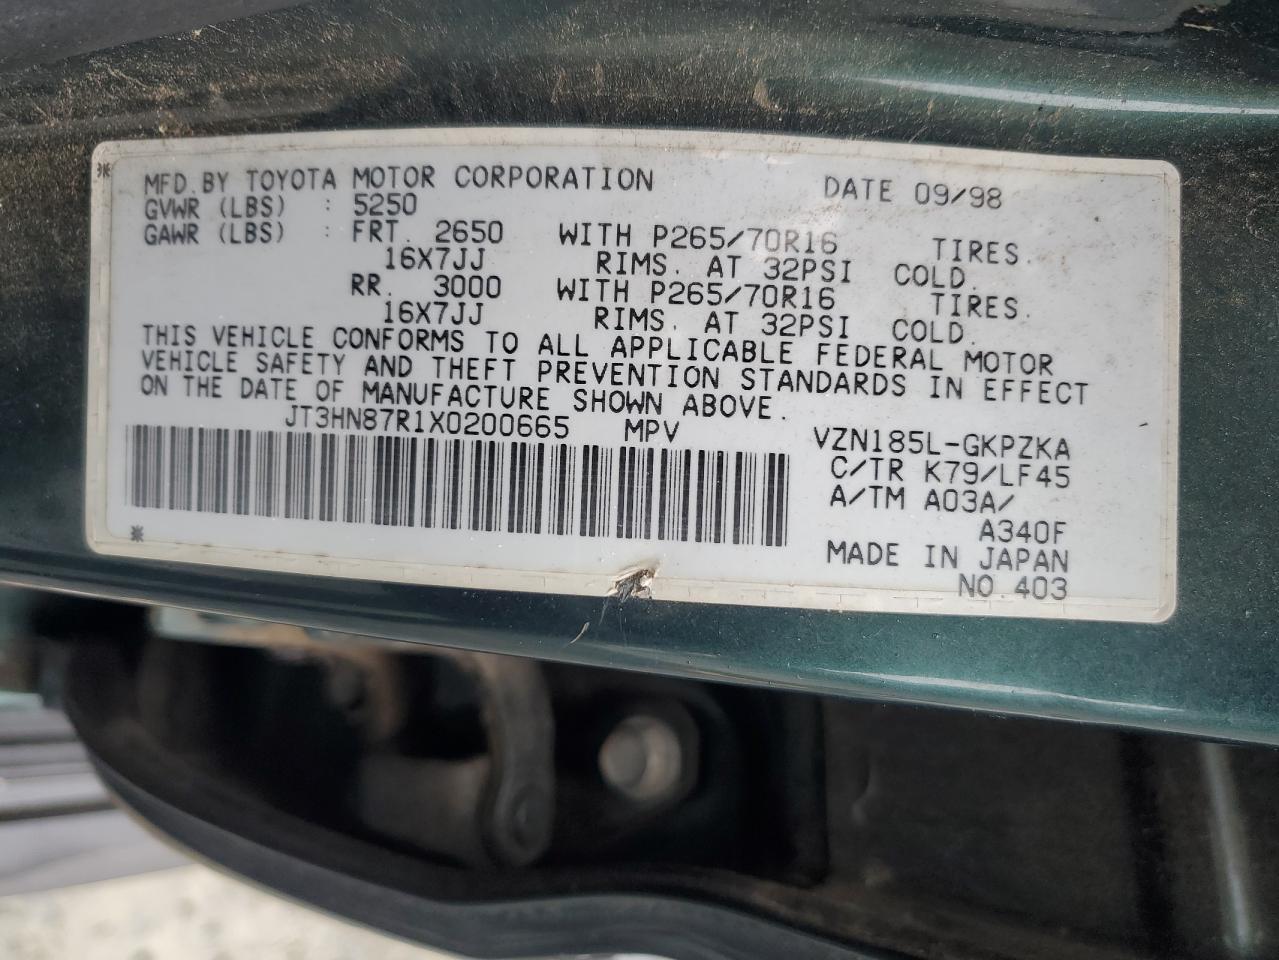 MFD.BY TOYOTA MOTOR CORPORATION DATE 09/98
GVWR (LBS) : 5250
GAWR (LBS) : FRT. 2650 WITH P265/70R16 TIRES.
16X7JJ RIMS. AT 32PSI COLD.
RR. 3000 WITH P265/70R16 TIRES.
16X7JJ RIMS. AT 32PSI COLD.
THIS VEHICLE CONFORMS TO ALL APPLICABLE FEDERAL MOTOR
VEHICLE SAFETY AND THEFT PREVENTION STANDARDS IN EFFECT
ON THE DATE OF MANUFACTURE SHOWN ABOVE.
JT3HN87R1X0200665 MPV VZN185L-GKPZKA
C/TR K79/LF45
A/TM A03A/
A340F
MADE IN JAPAN
NO.403